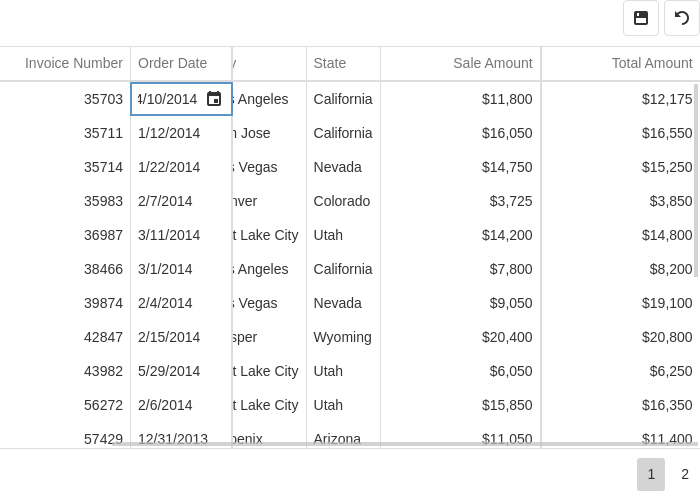 Invoice Number Order Date State Sale Amount Total Amount
35703 /10/2014 Angeles California $11,800 $12,175
35711 1/12/2014 Jose California $16,050 $16,550
35714 1/22/2014 Vegas Nevada $14,750 $15,250
35983 2/7/2014 nver Colorado $3,725 $3,850
36987 3/11/2014 t Lake City Utah $14,200 $14,800
38466 3/1/2014 Angeles California $7,800 $8,200
39874 2/4/2014 Vegas Nevada $9,050 $19,100
42847 2/15/2014 sper Wyoming $20,400 $20,800
43982 5/29/2014 t Lake City Utah $6,050 $6,250
56272 2/6/2014 t Lake City Utah $15,850 $16,350
57429 12/31/2013 oenix Arizona $11,050 $11,400
1 2